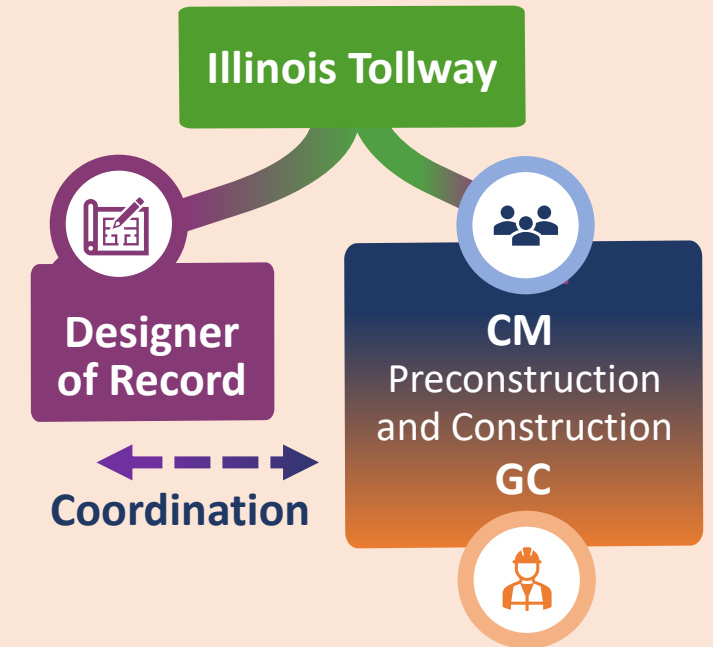 Illinois Tollway
Designer
of Record
Coordination
CM
Preconstruction
and Construction
GC